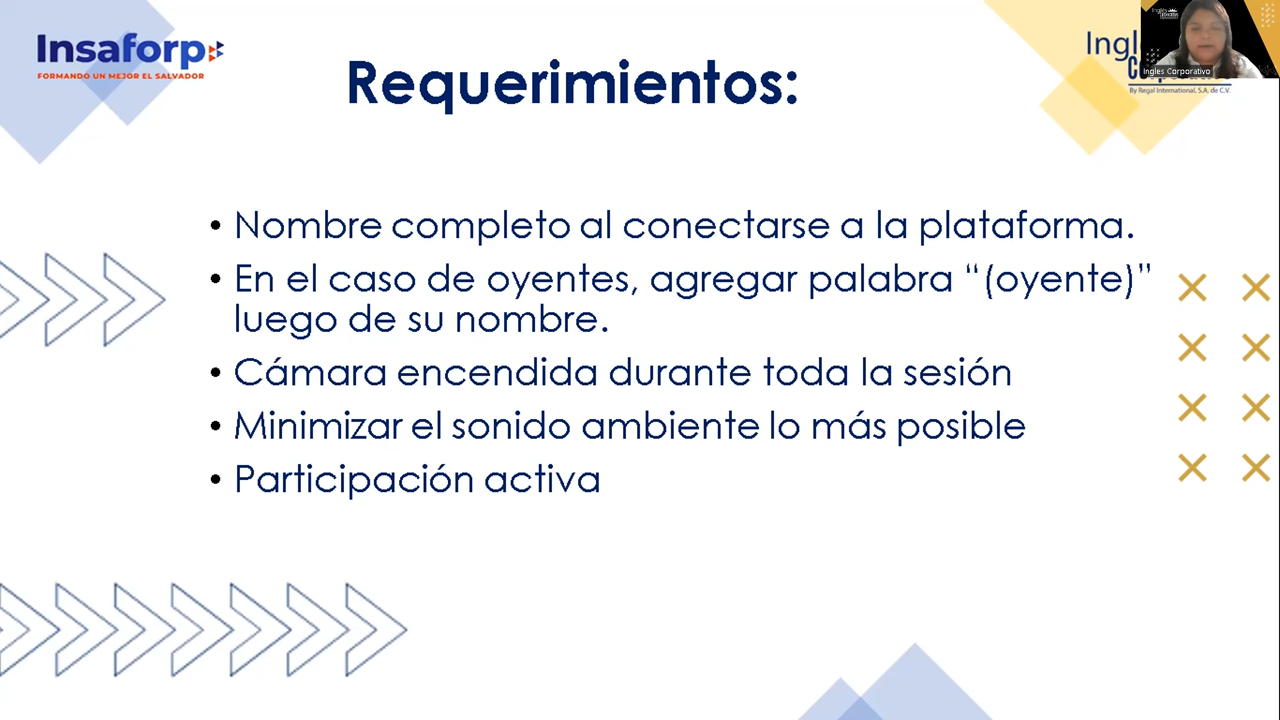 Insaforp
FORMANDO UN MEJOR EL SALVADOR
Requerimientos:
Ingles Corporativo
By Regal International, S.A. de C.V.
• Nombre completo al conectarse a la plataforma.
• En el caso de oyentes, agregar palabra “(oyente)”
luego de su nombre.
• Cámara encendida durante toda la sesión
• Minimizar el sonido ambiente lo más posible
• Participación activa